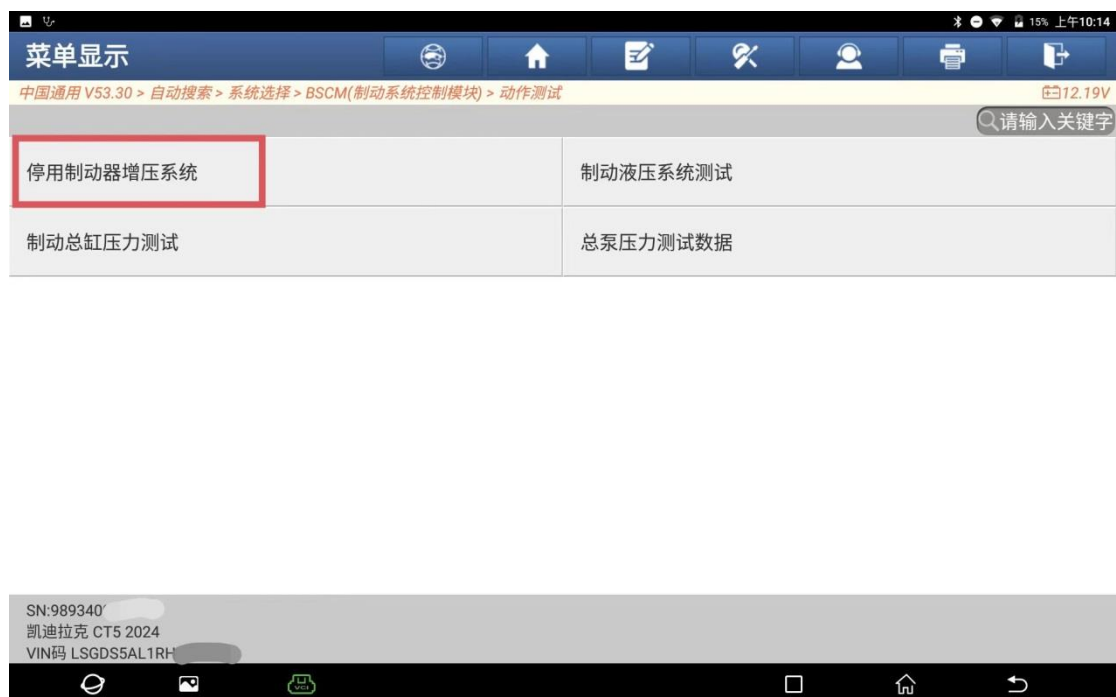 15% 上午10:14
菜单显示
中国通用 V53.30 > 自动搜索 > 系统选择 > BSCM(制动系统控制模块) > 动作测试
12.19V
请输入关键字
停用制动器增压系统
制动液压系统测试
制动总缸压力测试
总泵压力测试数据
SN:989340
凯迪拉克 CT5 2024
VIN码 LSGDS5AL1RH
VCI